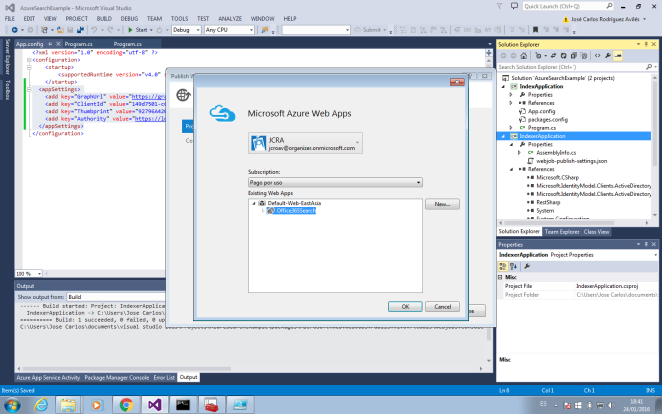 AzureSearchExample - Microsoft Visual Studio
Quick Launch (Ctrl+Q)
FILE EDIT VIEW PROJECT BUILD DEBUG TEAM TOOLS TEST ANALYZE WINDOW HELP
José Carlos Rodríguez Avilés
Start Debug Any CPU
Submit
Server Explorer
Toolbox
App.config Program.cs Program.cs
<?xml version="1.0" encoding="utf-8" ?>
<configuration>
<startup>
<supportedRuntime version="v4.0"
</startup>
<appSettings>
<add key="GraphUrl" value="https://gr
<add key="ClientId" value="149d7501-c
<add key="Thumbprint" value="92796A42
<add key="Authority" value="https://l
</appSettings>
</configuration>
100 %
Publish W
Microsoft Azure Web Apps
JCRA
jcroav@organizer.onmicrosoft.com
Subscription:
Pago por uso
Existing Web Apps
Default-Web-EastAsia
Office365Search
New...
OK
Cancel
Output
Show output from: Build
------ Build started: Project: IndexerApplica
IndexerApplication -> C:\Users\Jose Carlos\
========== Build: 1 succeeded, 0 failed, 0 up
Azure App Service Activity Package Manager Console Error List Output
Solution Explorer
Search Solution Explorer (Ctrl+')
Solution 'AzureSearchExample' (2 projects)
IndexApplication
Properties
References
App.config
packages.config
Program.cs
IndexerApplication
Properties
AssemblyInfo.cs
webjob-publish-settings.json
References
Microsoft.CSharp
Microsoft.IdentityModel.Clients.ActiveDirectory
Microsoft.IdentityModel.Clients.ActiveDirectory
RestSharp
System
System.Configuration
Solution Explorer Team Explorer Class View
Properties
IndexerApplication Project Properties
Misc
Project File IndexerApplication.csproj
Project Folder C:\Users\Jose Carlos\documents\
Misc
Item(s) Saved
Ln 8 Col 1 Ch 1 INS
ES
18:41
24/01/2016